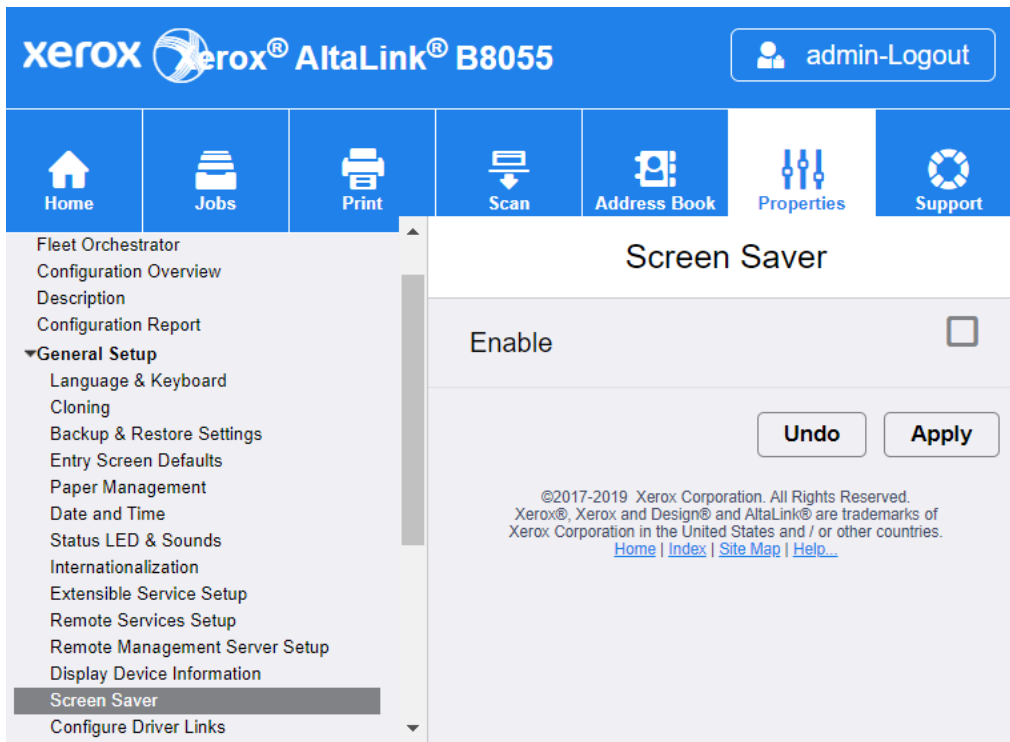 xerox Xerox® AltaLink® B8055
admin-Logout
Home
Jobs
Print
Scan
Address Book
Properties
Support
Fleet Orchestrator
Configuration Overview
Description
Configuration Report
General Setup
Language & Keyboard
Cloning
Backup & Restore Settings
Entry Screen Defaults
Paper Management
Date and Time
Status LED & Sounds
Internationalization
Extensible Service Setup
Remote Services Setup
Remote Management Server Setup
Display Device Information
Screen Saver
Configure Driver Links
Screen Saver
Enable
Undo
Apply
©2017-2019 Xerox Corporation. All Rights Reserved.
Xerox®, Xerox and Design® and AltaLink® are trademarks of
Xerox Corporation in the United States and / or other countries.
Home | Index | Site Map | Help...